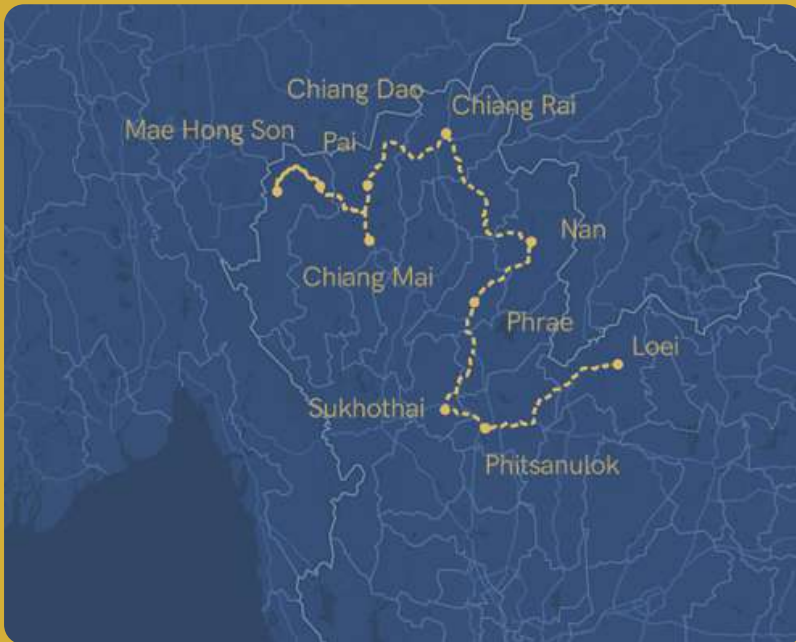 Chiang Dao
Chiang Rai
Mae Hong Son
Pai
Nan
Chiang Mai
Phrae
Loei
Sukhothai
Phitsanulok